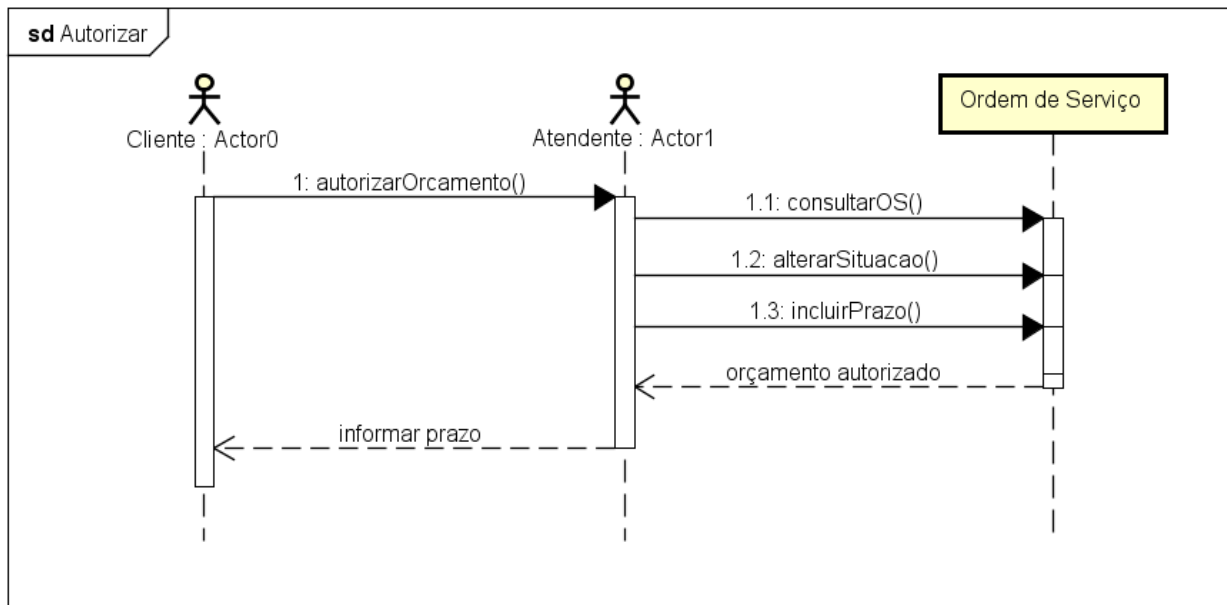 sd Autorizar
Cliente : Actor0
Atendente : Actor1
Ordem de Serviço
1: autorizarOrcamento()
1.1: consultarOS()
1.2: alterarSituacao()
1.3: incluirPrazo()
orçamento autorizado
informar prazo